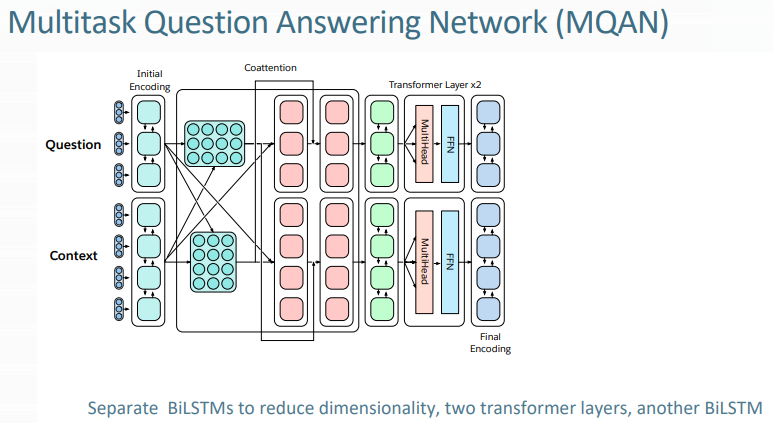 Multitask Question Answering Network (MQAN)
Initial
Encoding
Coattention
Transformer Layer x2
Question
MultiHead
FFN
Context
MultiHead
FFN
Final
Encoding
Separate BiLSTMs to reduce dimensionality, two transformer layers, another BiLSTM